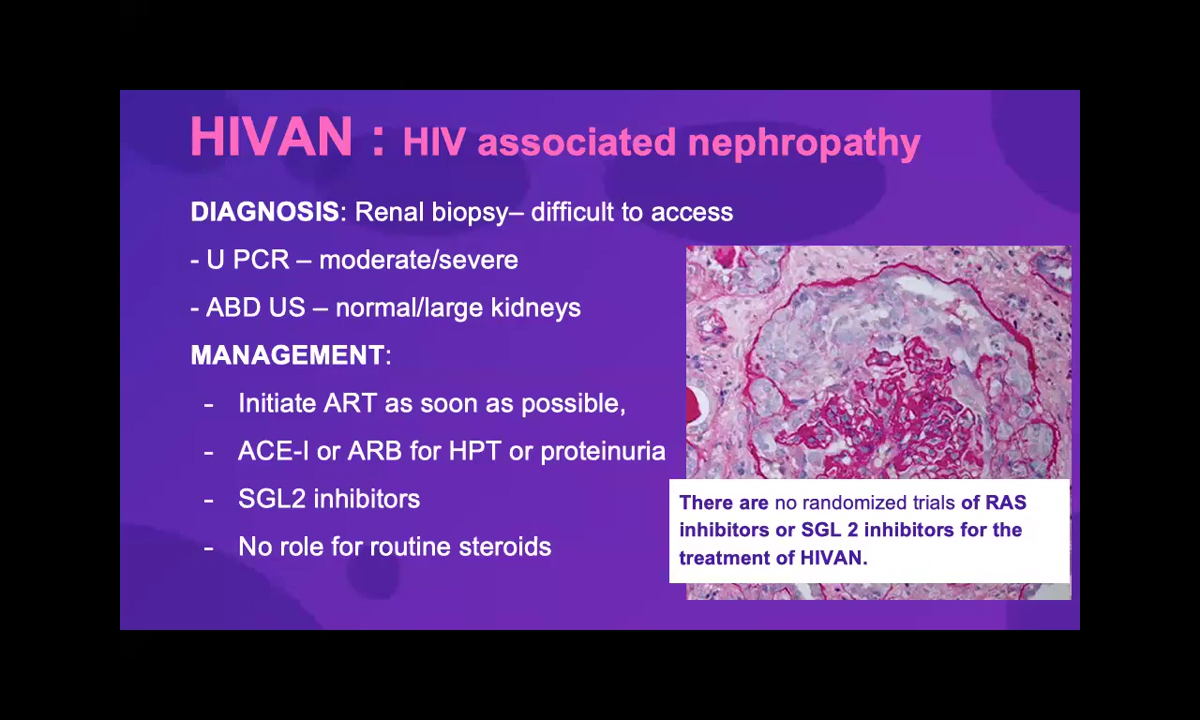 HIVAN : HIV associated nephropathy
DIAGNOSIS: Renal biopsy– difficult to access
- U PCR – moderate/severe
- ABD US – normal/large kidneys
MANAGEMENT:
- Initiate ART as soon as possible,
- ACE-I or ARB for HPT or proteinuria
- SGL2 inhibitors
- No role for routine steroids
There are no randomized trials of RAS
inhibitors or SGL 2 inhibitors for the
treatment of HIVAN.